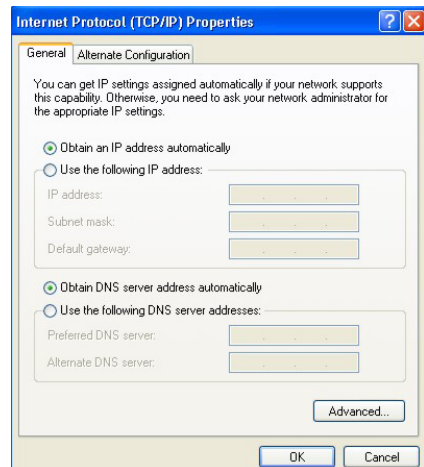 Internet Protocol (TCP/IP) Properties
General Alternate Configuration
You can get IP settings assigned automatically if your network supports
this capability. Otherwise, you need to ask your network administrator for
the appropriate IP settings.
Obtain an IP address automatically
Use the following IP address:
IP address:
Subnet mask:
Default gateway:
Obtain DNS server address automatically
Use the following DNS server addresses:
Preferred DNS server:
Alternate DNS server:
Advanced...
OK Cancel